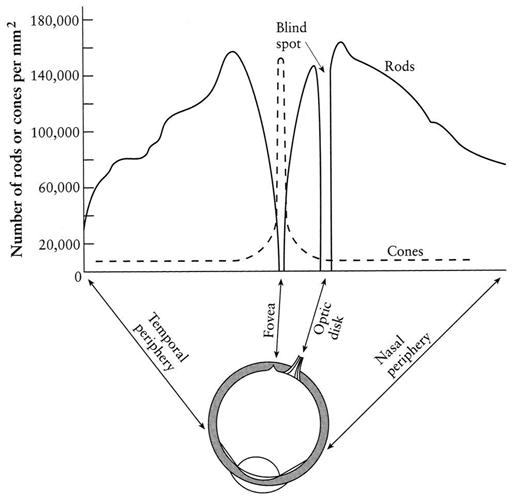 Number of rods or cones per mm²
180,000
140,000
100,000
60,000
20,000
0
Blind
spot
Rods
Cones
Temporal
periphery
Fovea
Optic
disk
Nasal
periphery